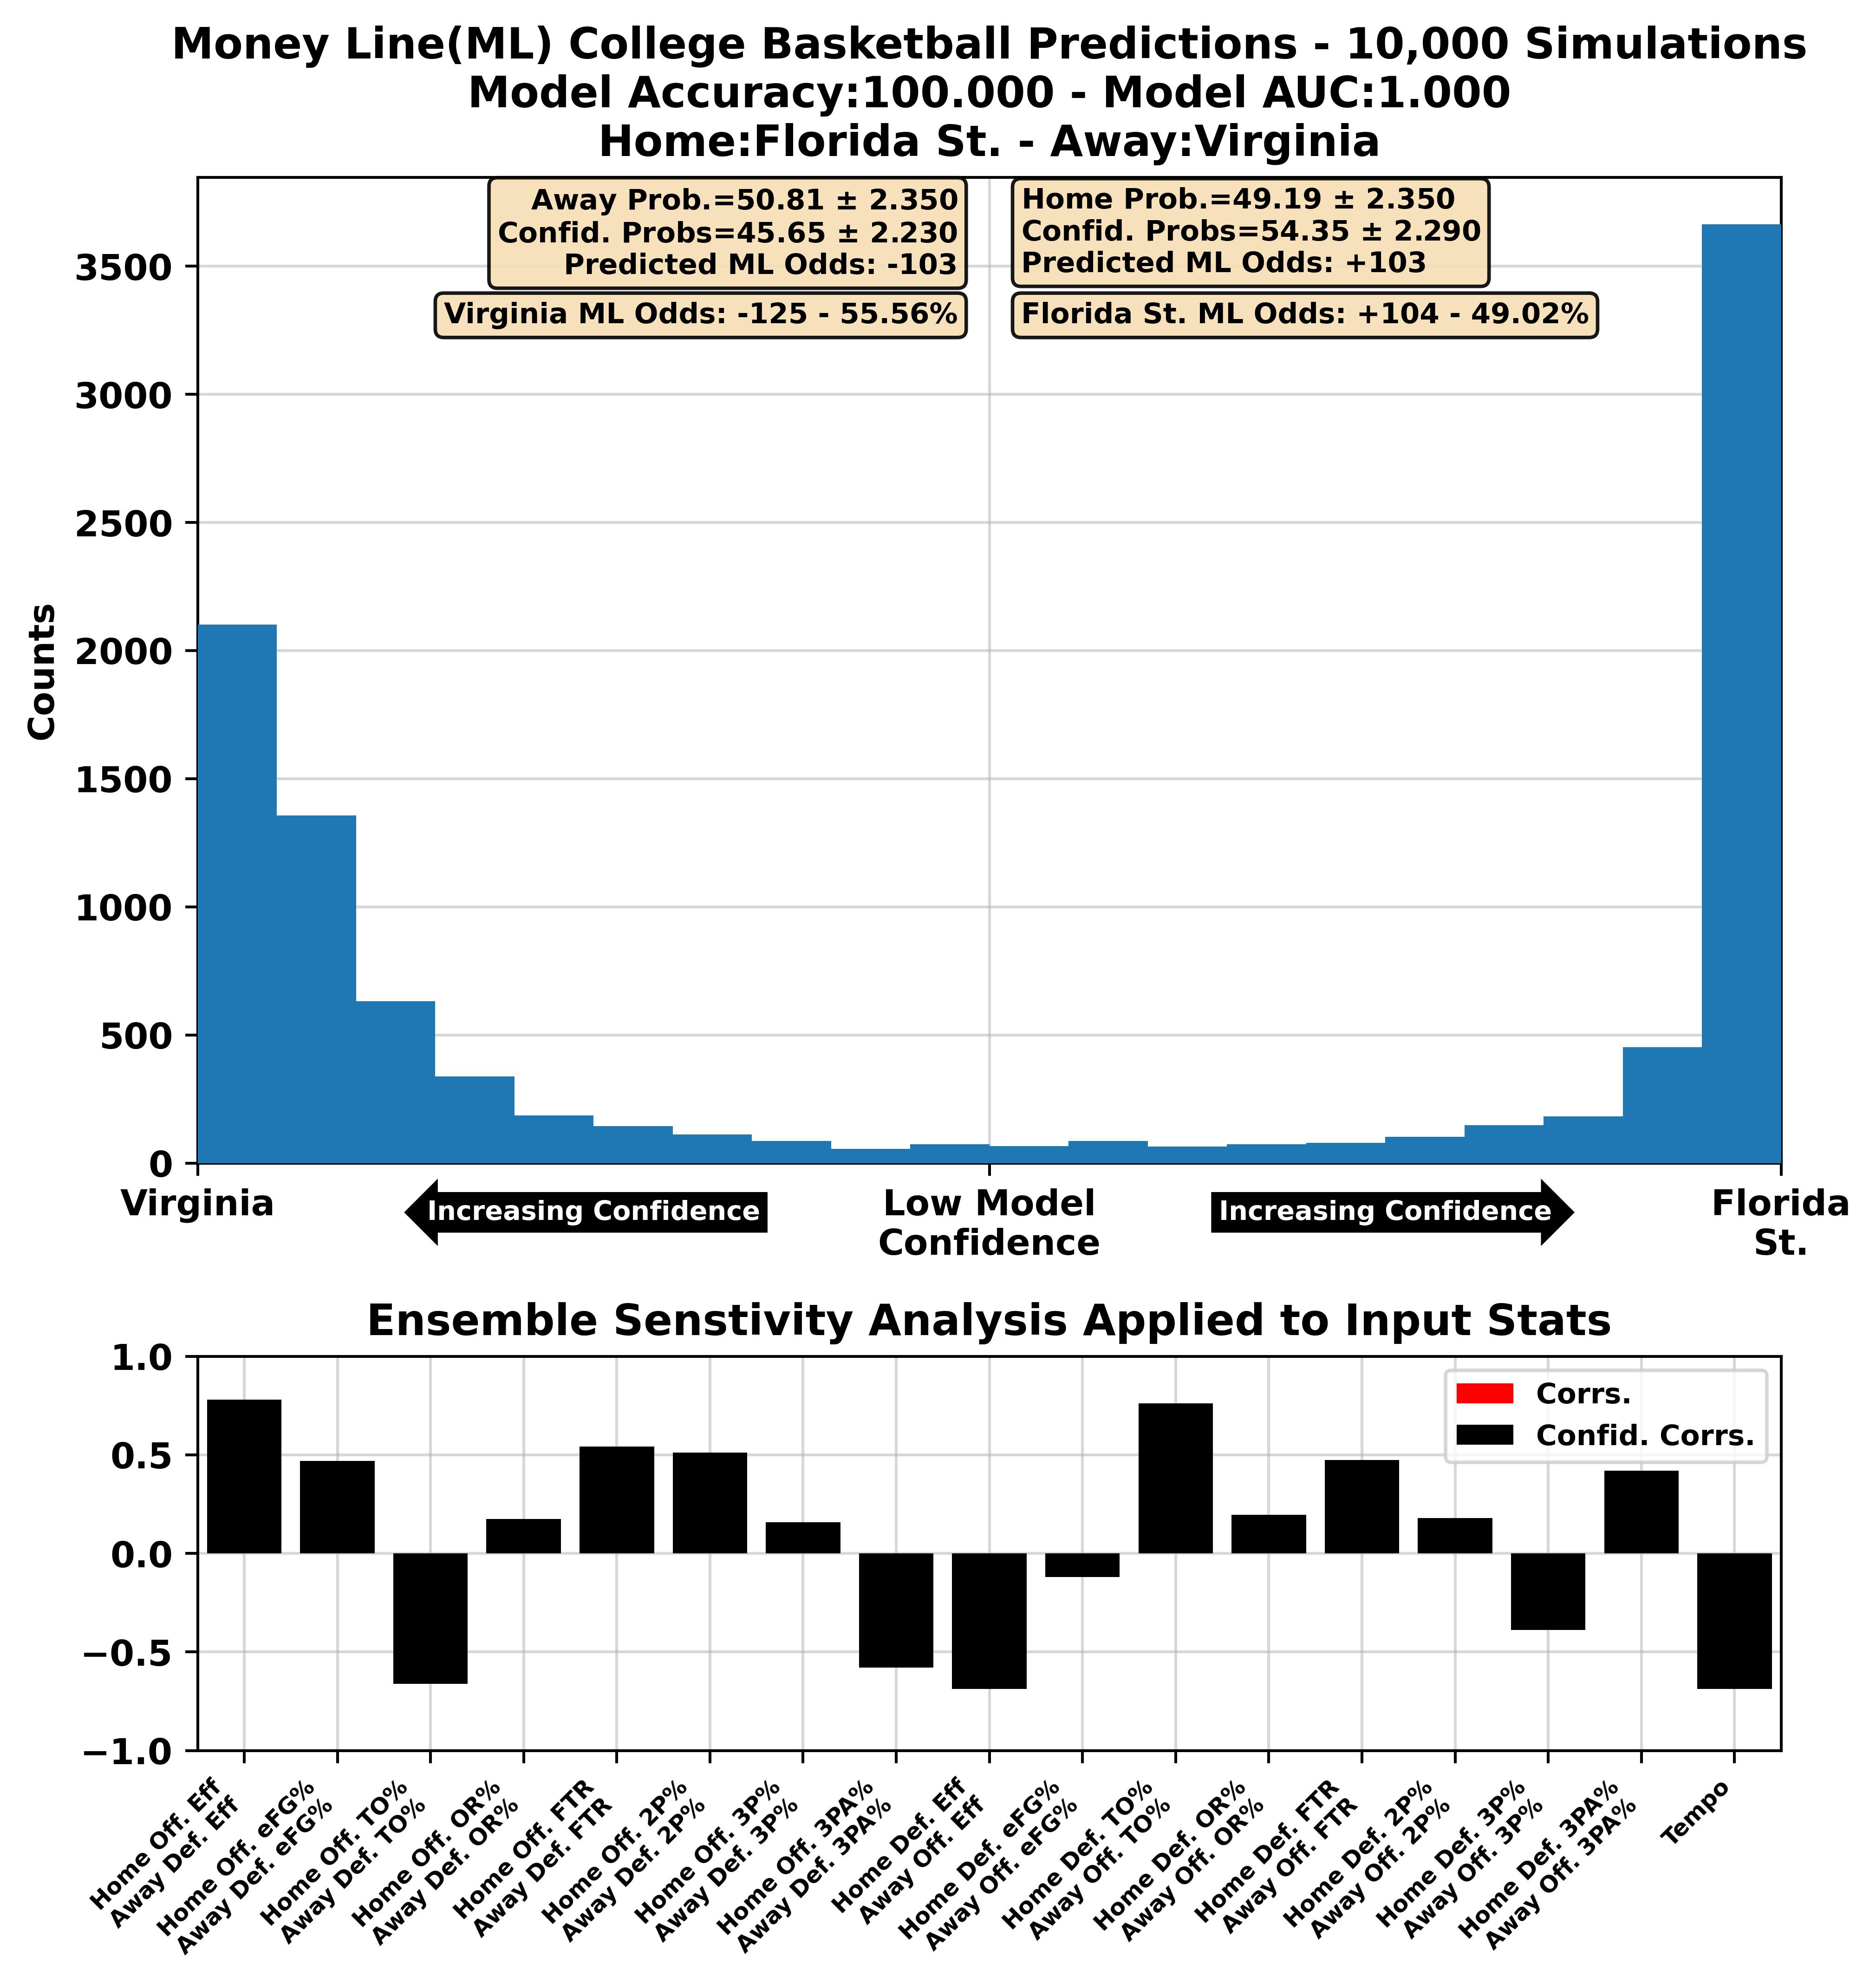 Money Line(ML) College Basketball Predictions - 10,000 Simulations
Model Accuracy:100.000 - Model AUC:1.000
Home:Florida St. - Away:Virginia
Away Prob.=50.81 ± 2.350
Confid. Probs=45.65 ± 2.230
Predicted ML Odds: -103
Home Prob.=49.19 ± 2.350
Confid. Probs=54.35 ± 2.290
Predicted ML Odds: +103
Virginia ML Odds: -125 - 55.56%
Florida St. ML Odds: +104 - 49.02%
Counts
3500
3000
2500
2000
1500
1000
500
0
Virginia
Increasing Confidence
Low Model
Confidence
Increasing Confidence
Florida
St.
Ensemble Senstivity Analysis Applied to Input Stats
1.0
0.5
0.0
−0.5
−1.0
Corrs.
Confid. Corrs.
Home Off. Eff
Away Def. Eff
Home Off. eFG%
Away Def. eFG%
Home Off. TO%
Away Def. TO%
Home Off. OR%
Away Def. OR%
Home Off. FTR
Away Def. FTR
Home Off. 2P%
Away Def. 2P%
Home Off. 3P%
Away Def. 3P%
Home Off. 3PA%
Away Def. 3PA%
Home Def. Eff
Away Off. Eff
Home Def. eFG%
Away Off. eFG%
Home Def. TO%
Away Off. TO%
Home Def. OR%
Away Off. OR%
Home Def. FTR
Away Off. FTR
Home Def. 2P%
Away Off. 2P%
Home Def. 3P%
Away Off. 3P%
Home Def. 3PA%
Away Off. 3PA%
Tempo